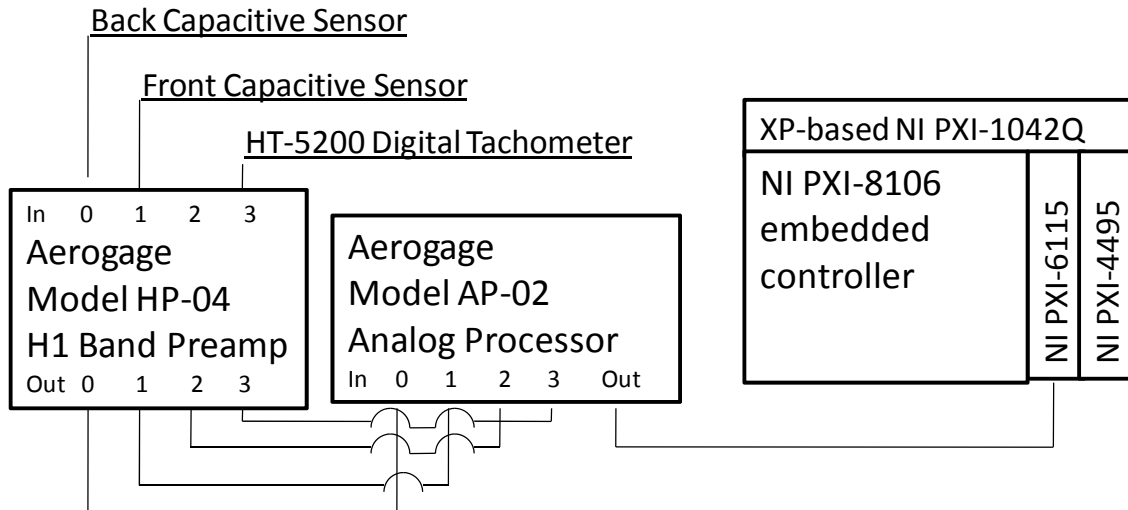 Back Capacitive Sensor
Front Capacitive Sensor
HT-5200 Digital Tachometer
In 0 1 2 3
Aerogage
Model HP-04
H1 Band Preamp
Out 0 1 2 3
Aerogage
Model AP-02
Analog Processor
In 0 1 2 3 Out
XP-based NI PXI-1042Q
NI PXI-8106
embedded
controller
NI PXI-6115
NI PXI-4495